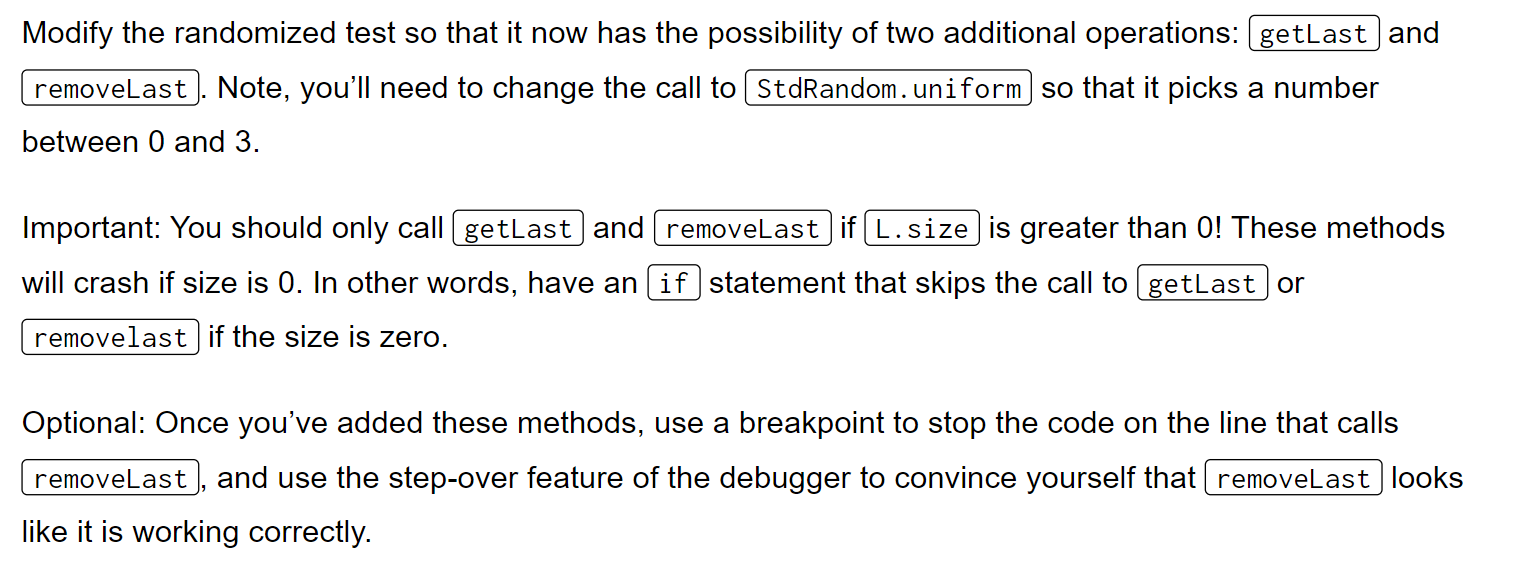 Modify the randomized test so that it now has the possibility of two additional operations: getLast and
removeLast. Note, you’ll need to change the call to StdRandom.uniform so that it picks a number
between 0 and 3.
Important: You should only call getLast and removeLast if L.size is greater than 0! These methods
will crash if size is 0. In other words, have an if statement that skips the call to getLast or
removelast if the size is zero.
Optional: Once you’ve added these methods, use a breakpoint to stop the code on the line that calls
removeLast, and use the step-over feature of the debugger to convince yourself that removeLast looks
like it is working correctly.